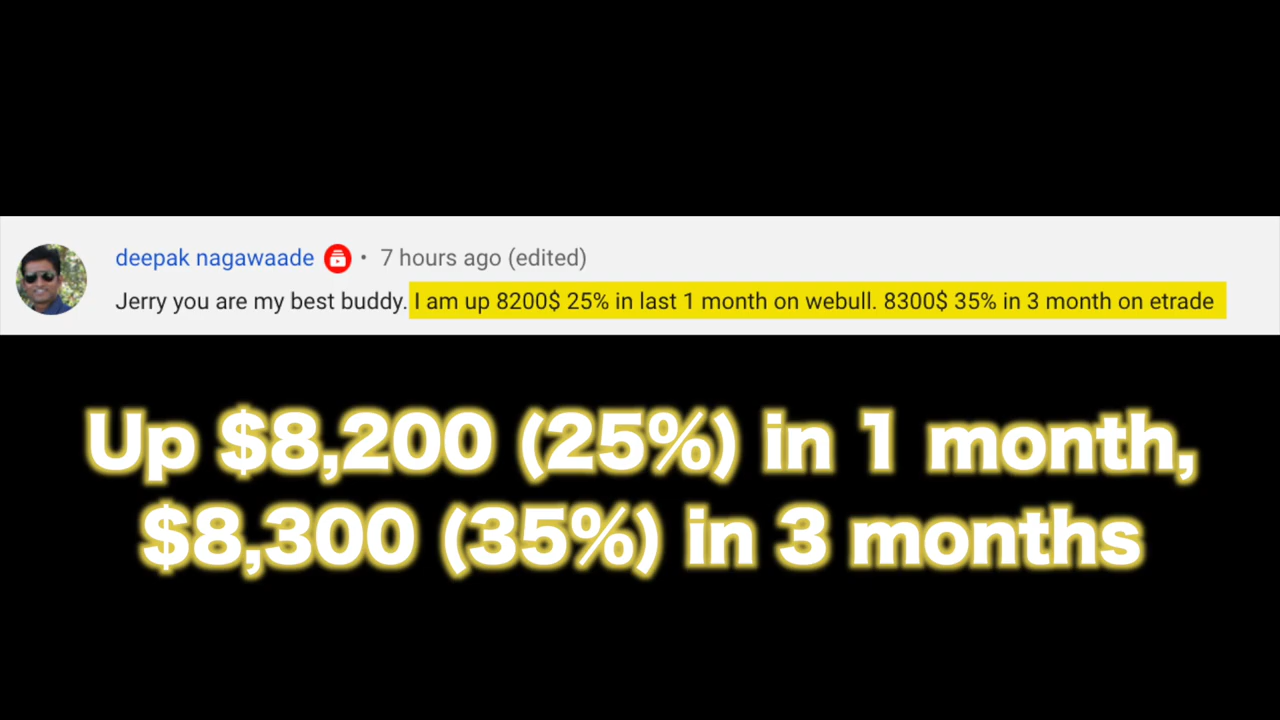 deepak nagawaade • 7 hours ago (edited)
Jerry you are my best buddy. I am up 8200$ 25% in last 1 month on webull. 8300$ 35% in 3 month on etrade
Up $8,200 (25%) in 1 month,
$8,300 (35%) in 3 months